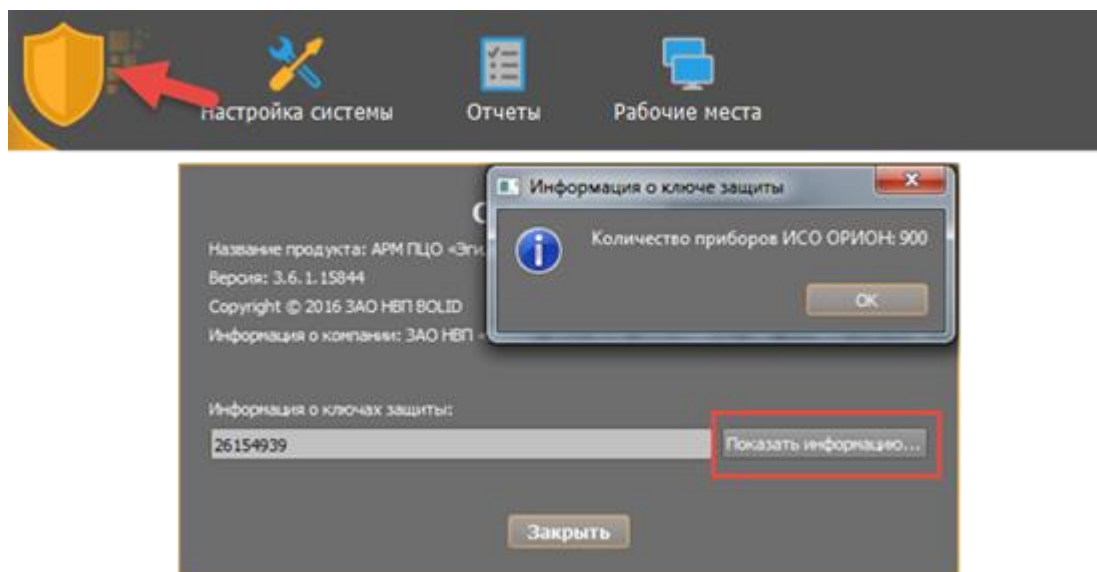 Настройка системы
Отчеты
Рабочие места
Информация о ключе защиты
Количество приборов ИСО ОРИОН: 900
OK
Название продукта: АРМ ПЦО
Версия: 3.6.1.15844
Copyright © 2016 ЗАО НВП BOLID
Информация о компании: ЗАО НВП
Информация о ключах защиты:
26154939
Показать информацию...
Закрыть